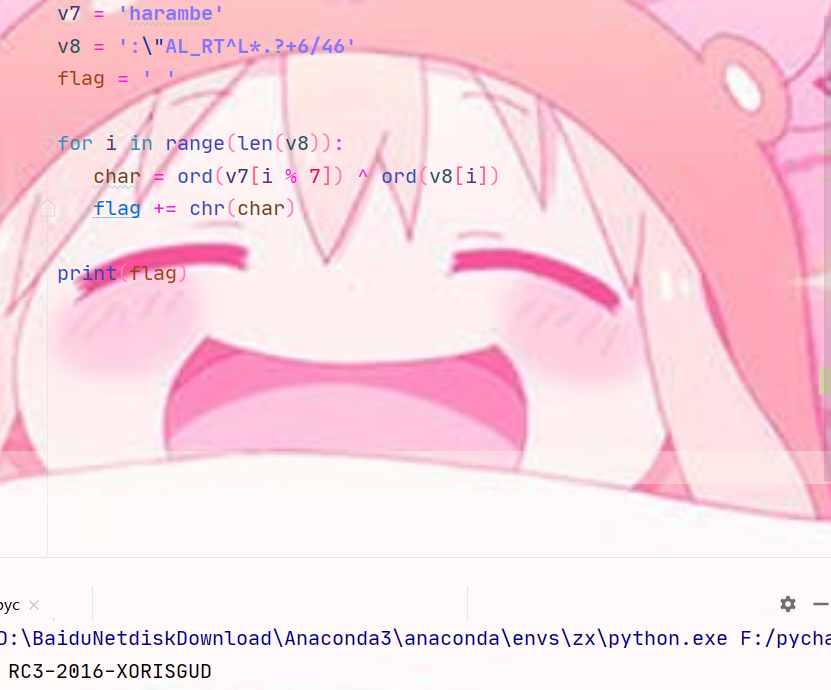 v7 = 'harambe'
v8 = ':\"AL_RT^L*.?+6/46'
flag = ' '
for i in range(len(v8)):
char = ord(v7[i % 7]) ^ ord(v8[i])
flag += chr(char)
print(flag)
pyc
D:\BaiduNetdiskDownload\Anaconda3\anaconda\envs\zx\python.exe F:/pycha
RC3-2016-XORISGUD